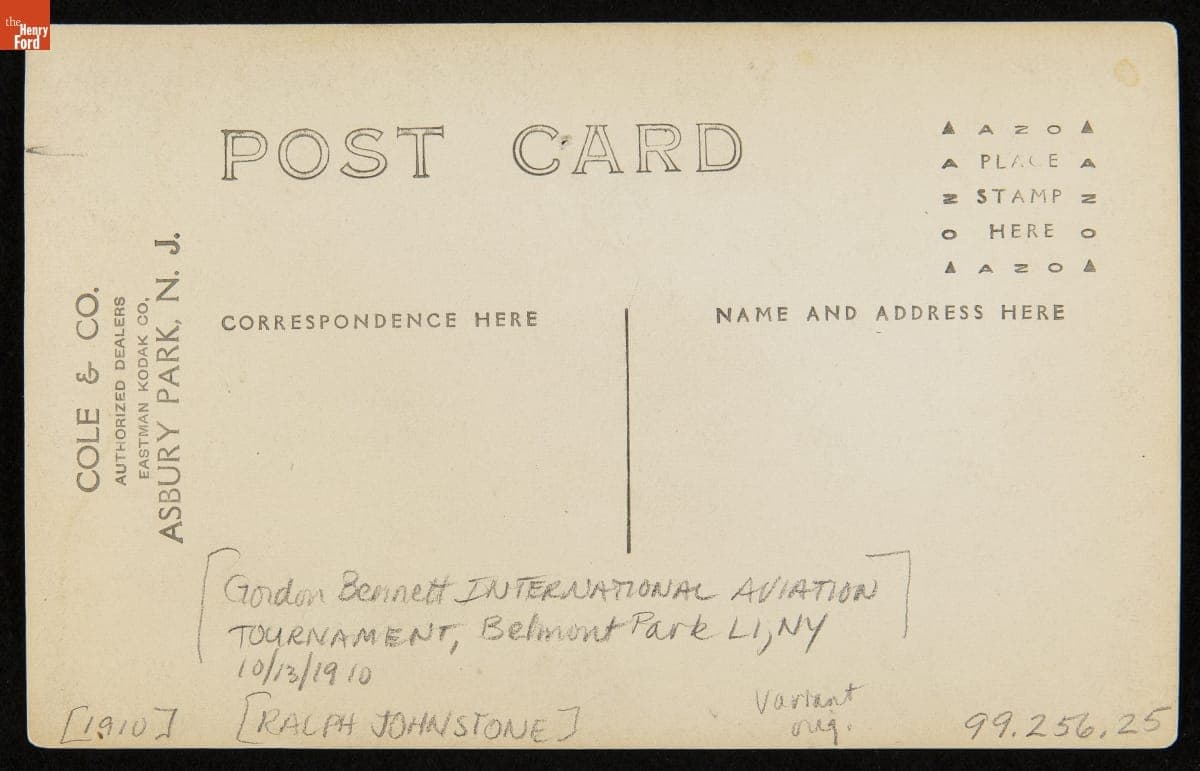 the
Henry
Ford
POST CARD
▲ A Z O ▲
A PLACE A
Z STAMP Z
O HERE O
▲ A Z O ▲
COLE & CO.
AUTHORIZED DEALERS
EASTMAN KODAK CO,
ASBURY PARK, N. J.
CORRESPONDENCE HERE
NAME AND ADDRESS HERE
[Gordon Bennett INTERNATIONAL AVIATION
TOURNAMENT, Belmont Park LI, NY]
10/13/1910
[1910] [RALPH JOHNSTONE]
Variant
orig.
99.256.25